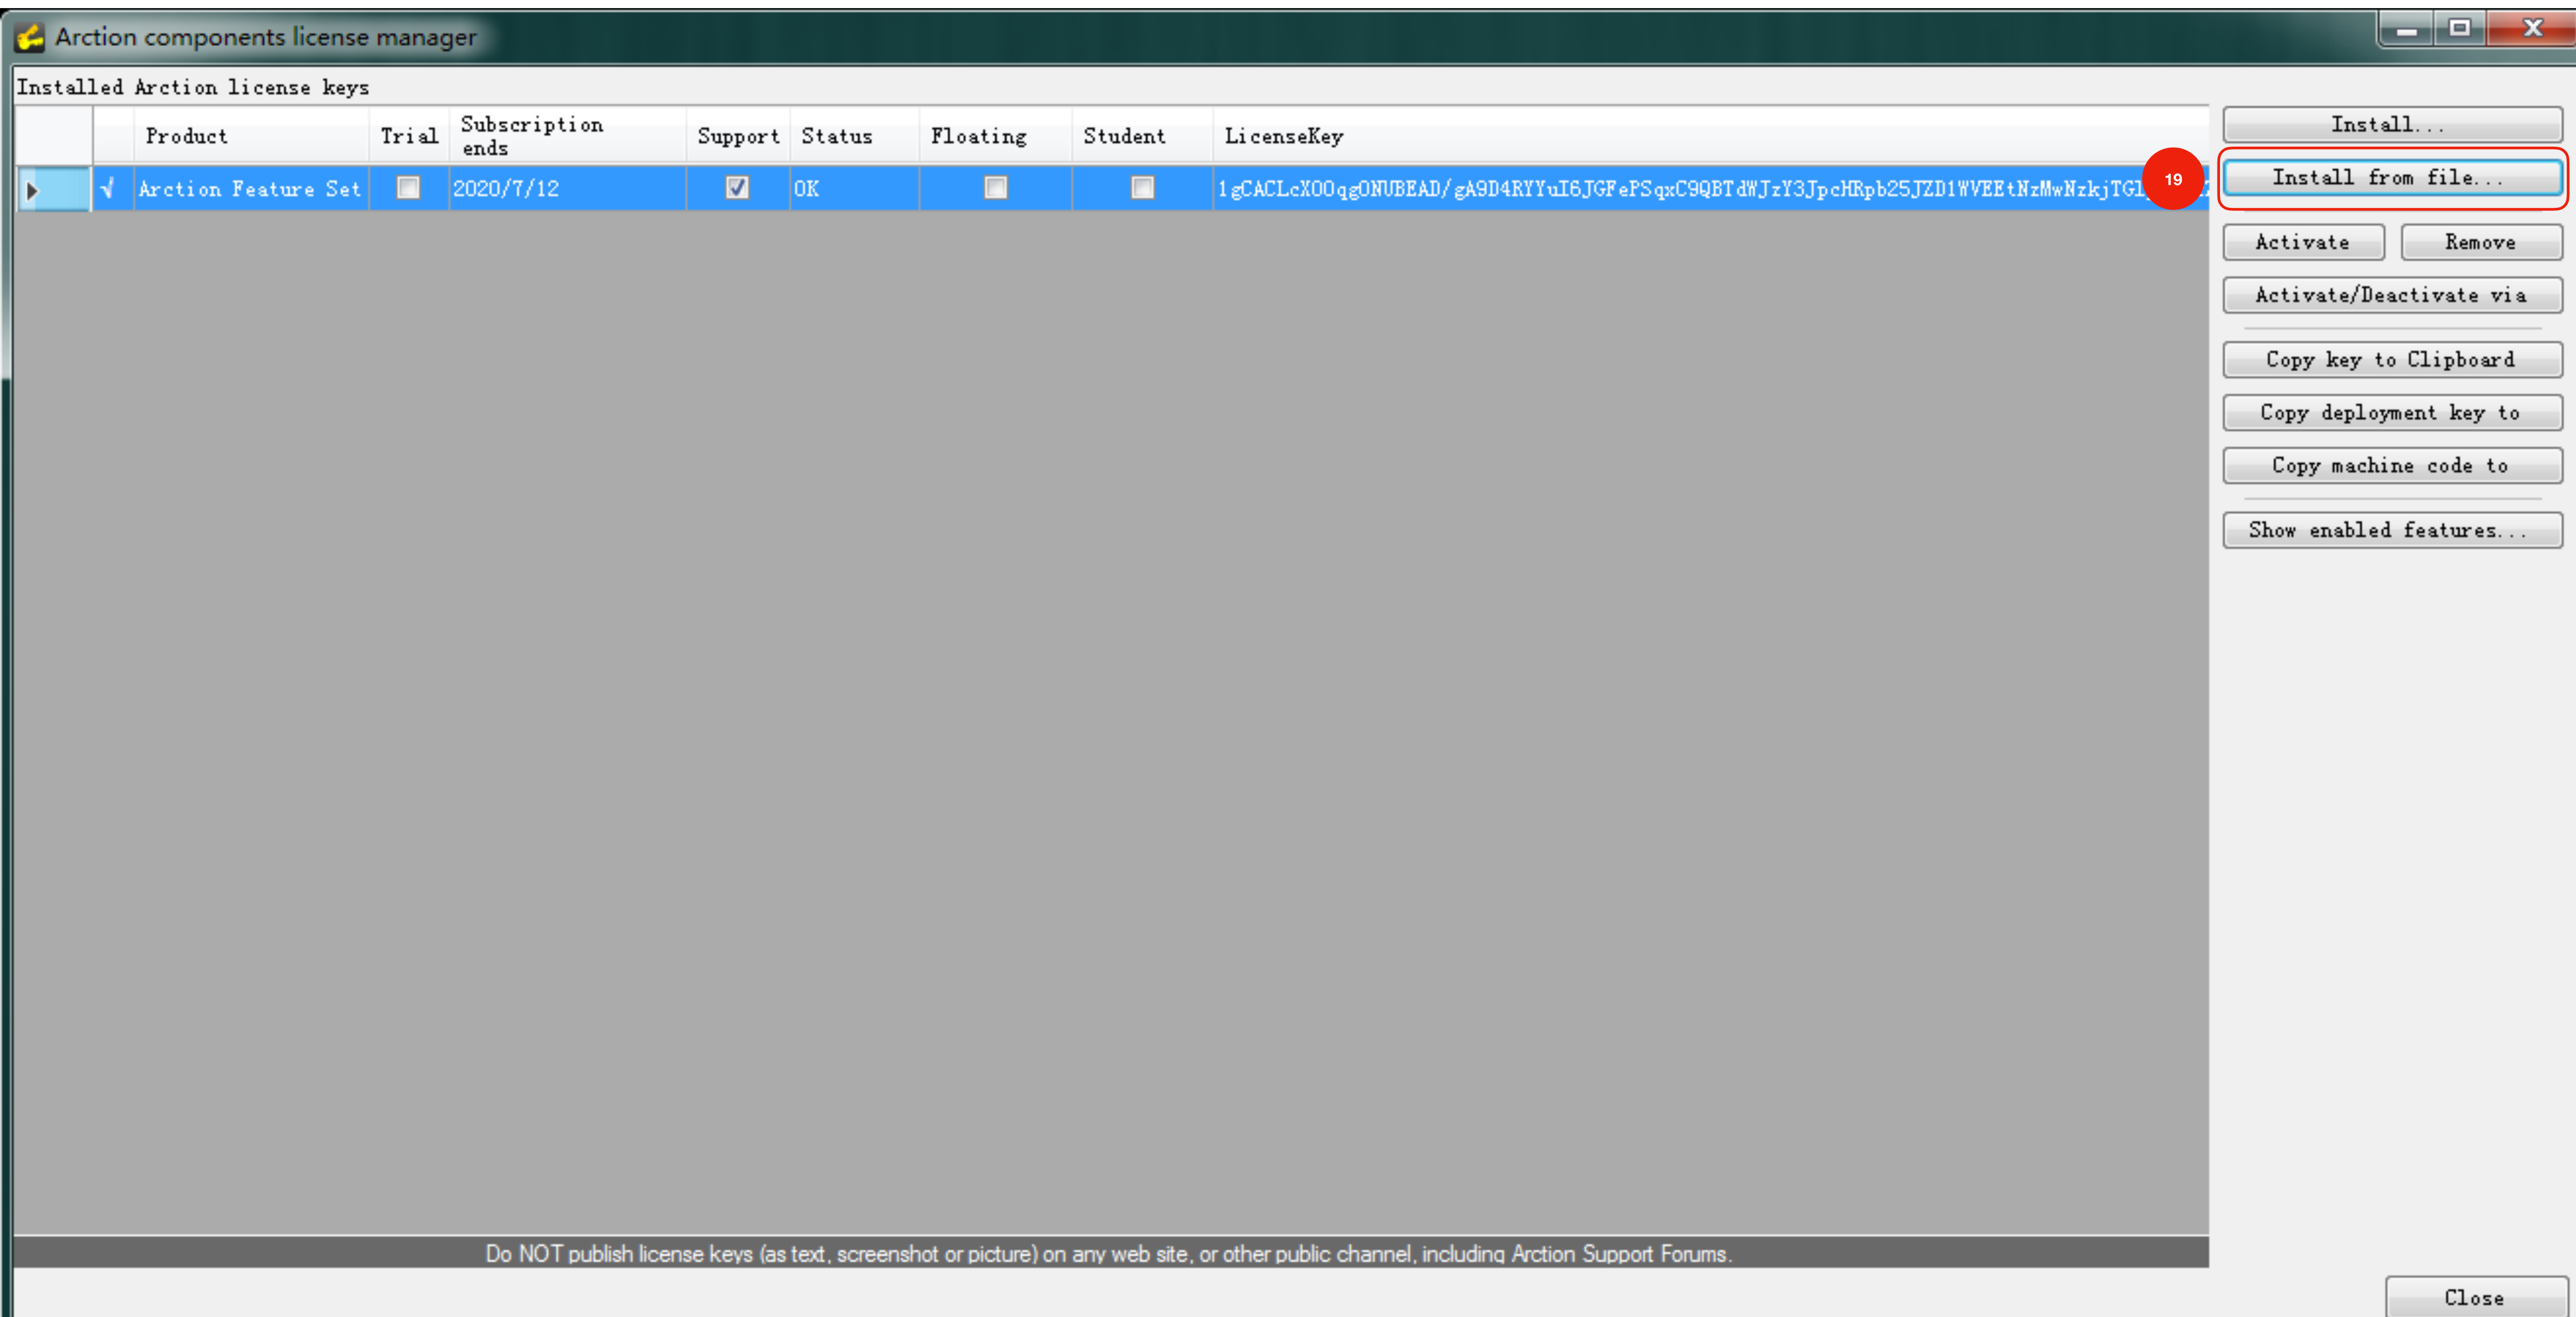 Arction components license manager
Installed Arction license keys
Product Trial Subscription ends Support Status Floating Student LicenseKey
Arction Feature Set 2020/7/12 OK
19
Install...
Install from file...
Activate Remove
Activate/Deactivate via
Copy key to Clipboard
Copy deployment key to
Copy machine code to
Show enabled features...
Do NOT publish license keys (as text, screenshot or picture) on any web site, or other public channel, including Arction Support Forums.
Close